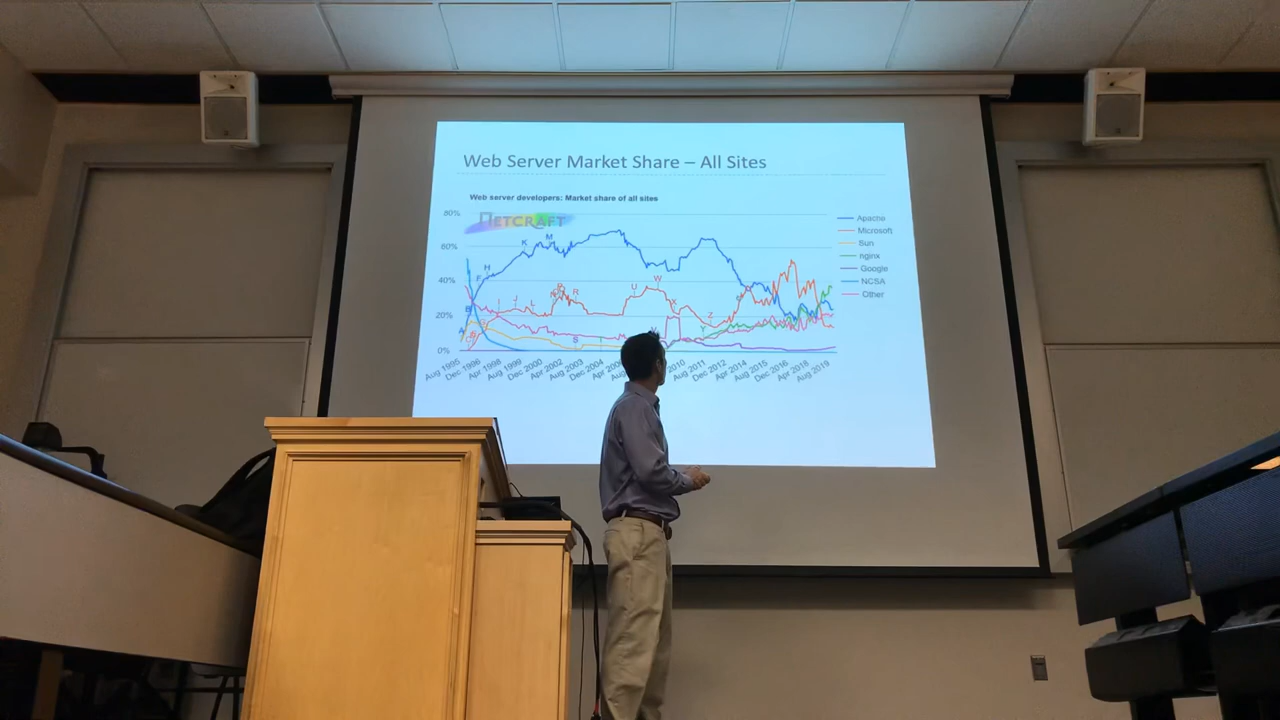 Web Server Market Share – All Sites
Web server developers: Market share of all sites
NETCRAFT
80%
60%
40%
20%
0%
Apache
Microsoft
Sun
nginx
Google
NCSA
Other
K
M
H
F
I
J
L
R
U
W
X
Z
Y
S
B
A
Aug 1995
Dec 1996
Apr 1998
Aug 1999
Dec 2000
Apr 2002
Aug 2003
Dec 2004
2010
Aug 2011
Dec 2012
Apr 2014
Aug 2015
Dec 2016
Apr 2018
Aug 2019